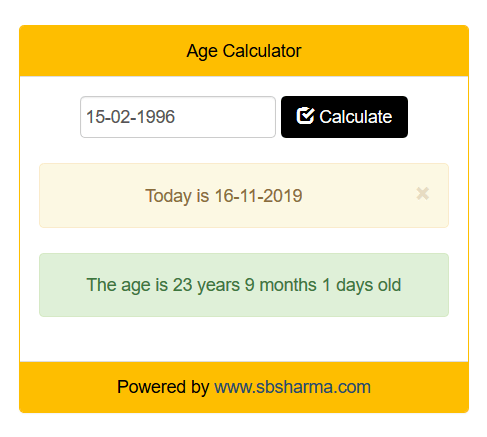 Age Calculator
15-02-1996 Calculate
Today is 16-11-2019 ×
The age is 23 years 9 months 1 days old
Powered by www.sbsharma.com